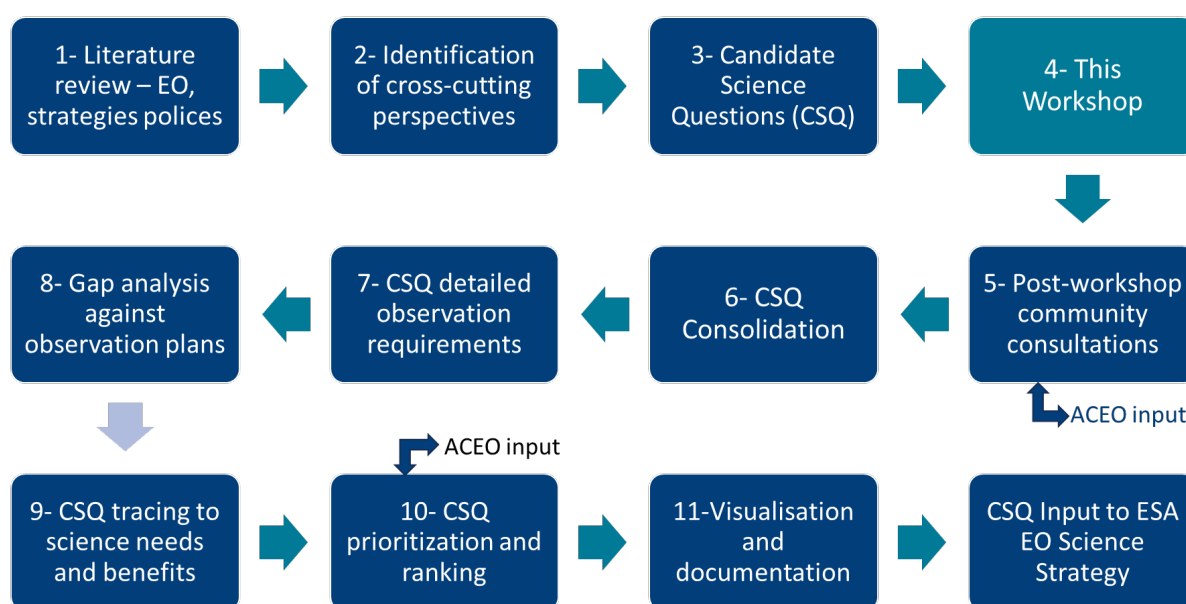 1- Literature
review – EO,
strategies polices
2- Identification
of cross-cutting
perspectives
3- Candidate
Science
Questions (CSQ)
4- This
Workshop
5- Post-workshop
community
consultations
ACEO input
6- CSQ
Consolidation
7- CSQ detailed
observation
requirements
8- Gap analysis
against
observation plans
9- CSQ tracing to
science needs
and benefits
ACEO input
10- CSQ
prioritization and
ranking
11-Visualisation
and
documentation
CSQ Input to ESA
EO Science
Strategy